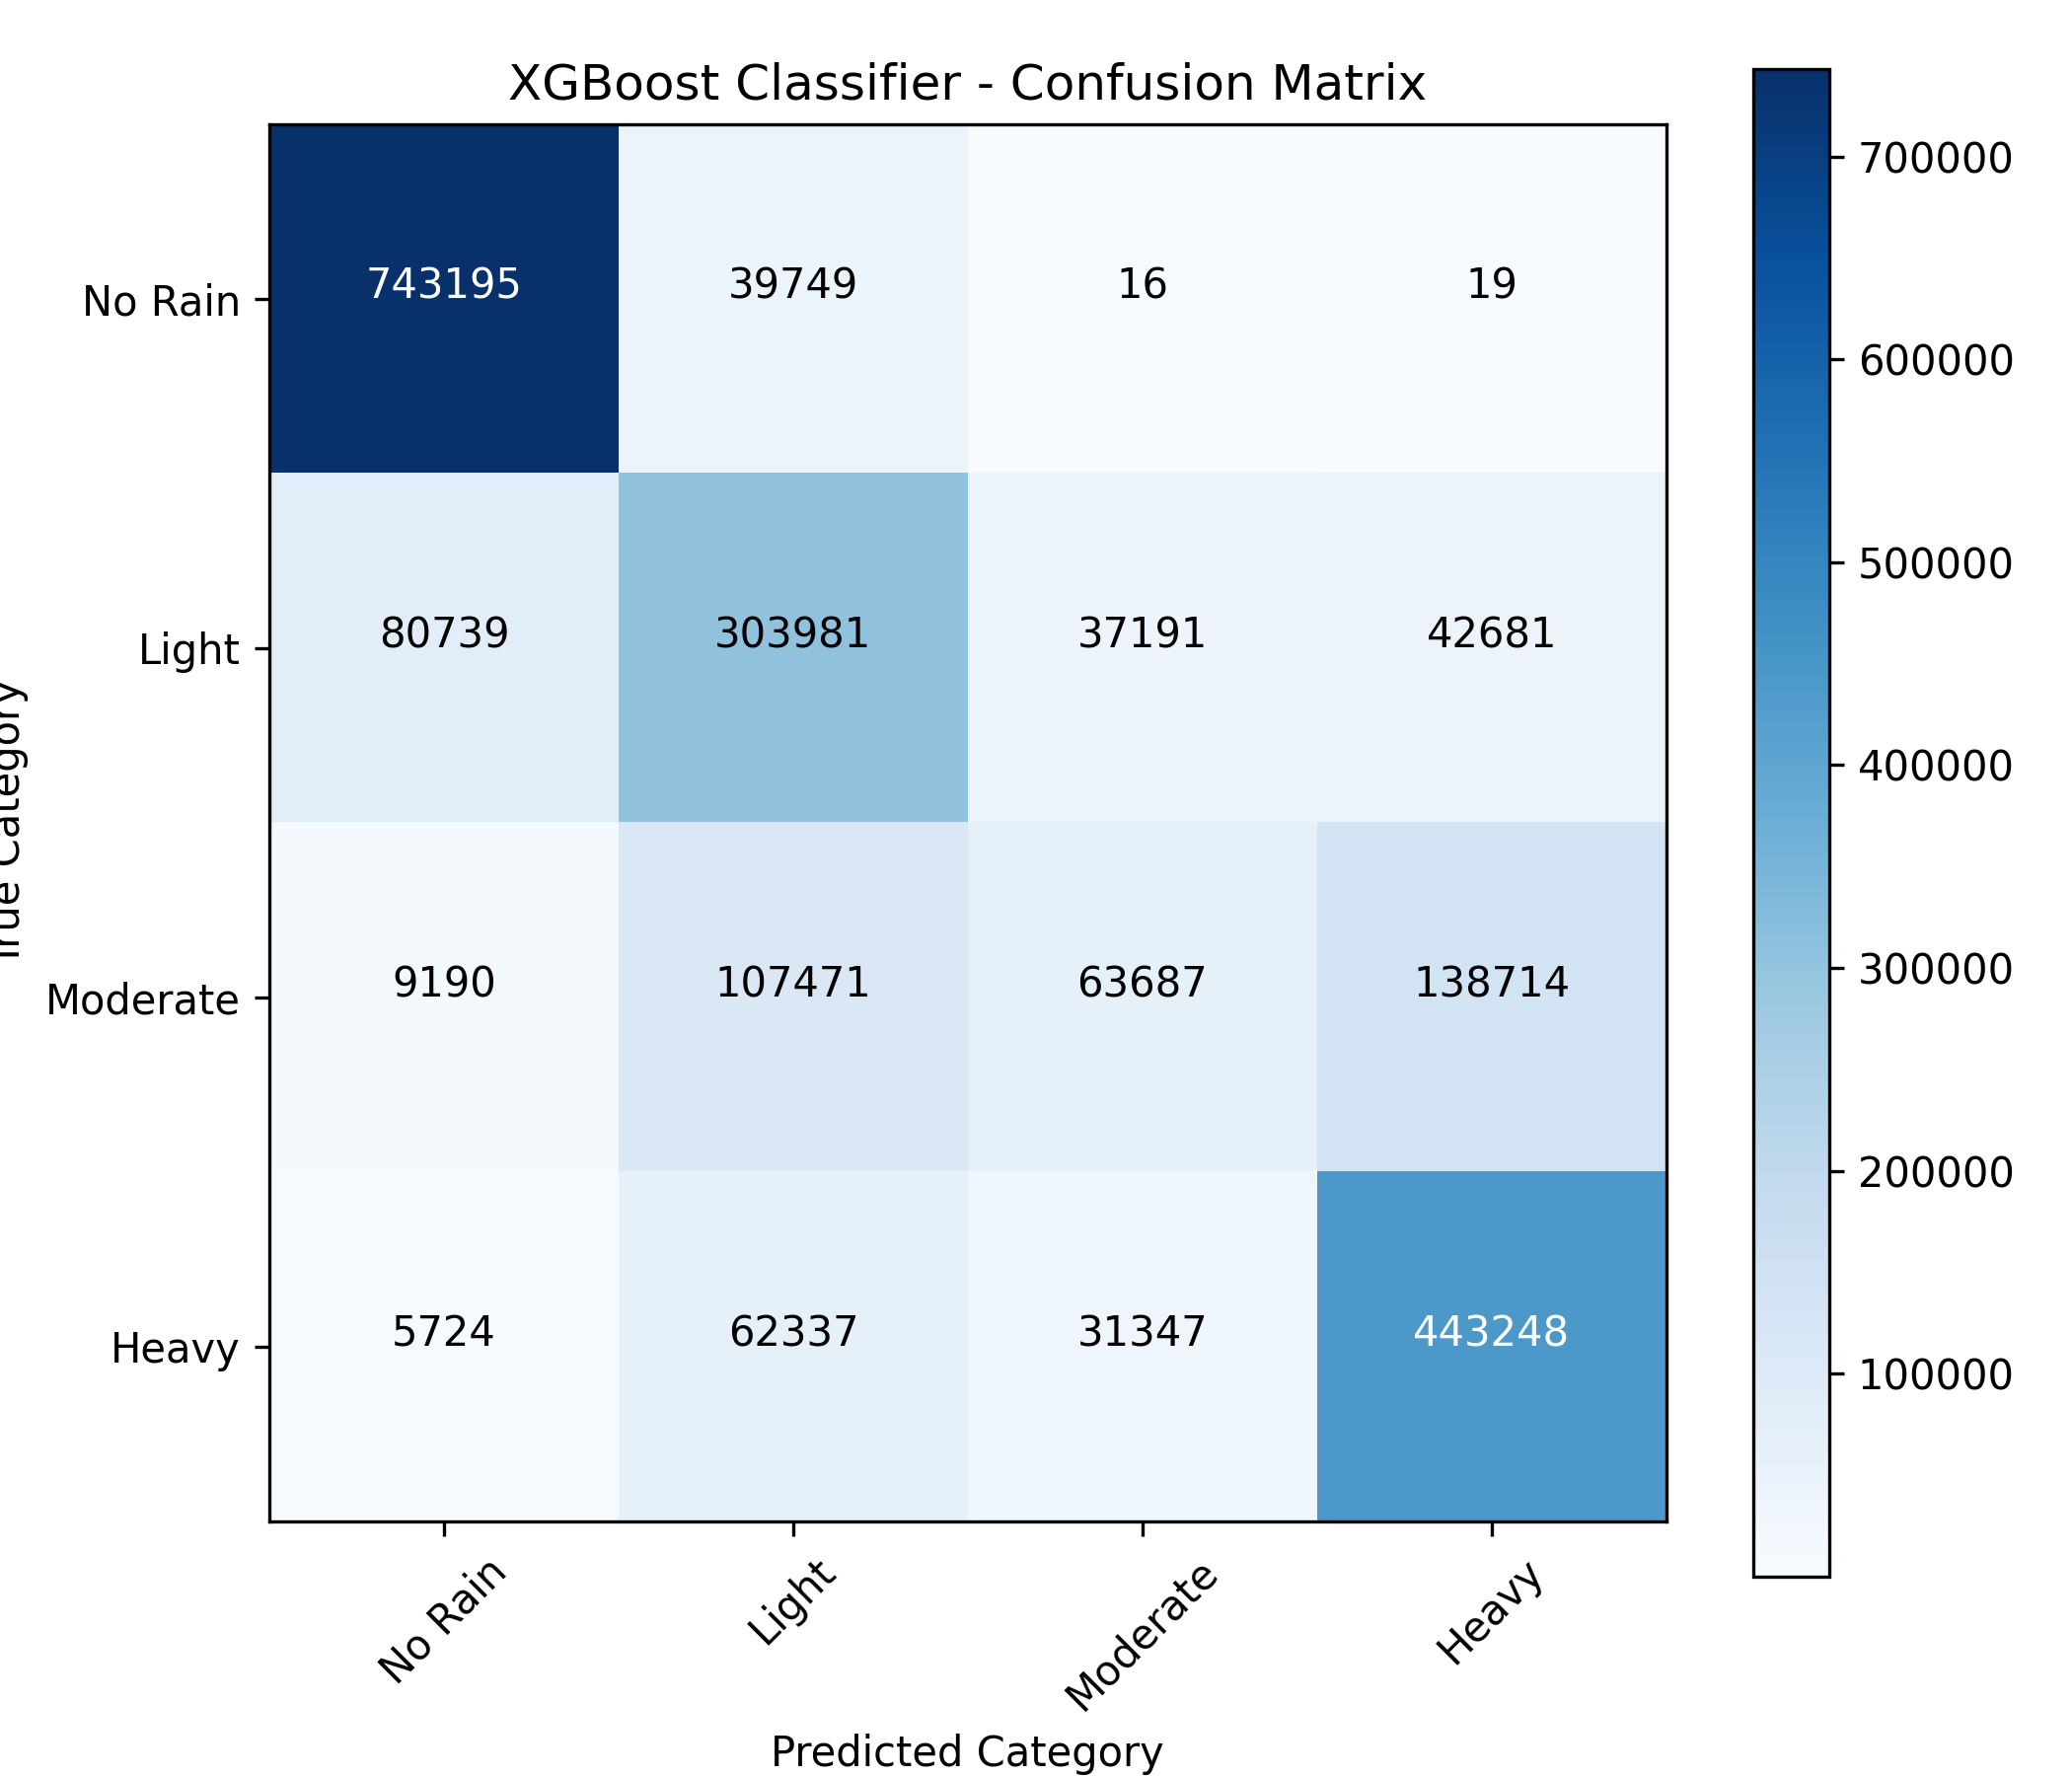 XGBoost Classifier - Confusion Matrix
700000
600000
500000
400000
300000
200000
100000
No Rain 743195 39749 16 19
Light 80739 303981 37191 42681
Moderate 9190 107471 63687 138714
Heavy 5724 62337 31347 443248
No Rain Light Moderate Heavy
Predicted Category
True Category